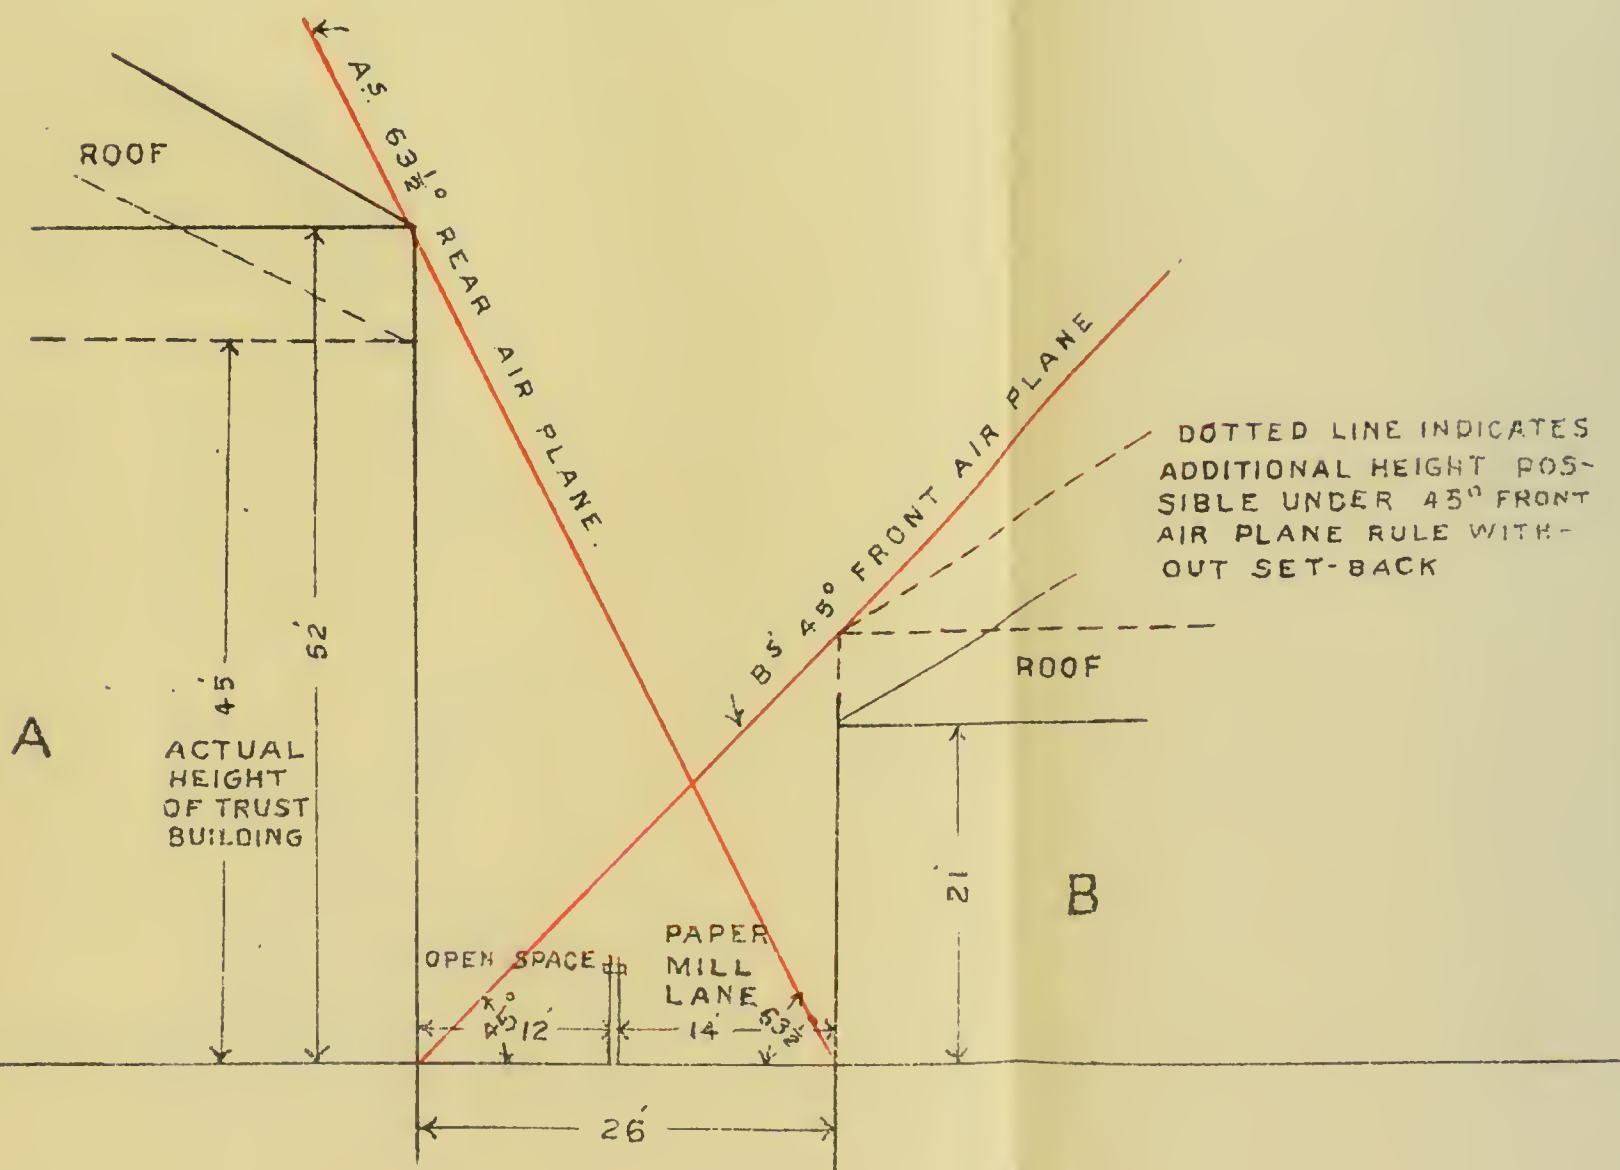 A.S. 63½° REAR AIR PLANE.
ROOF
B'S 45° FRONT AIR PLANE
DOTTED LINE INDICATES
ADDITIONAL HEIGHT POS-
SIBLE UNDER 45° FRONT
AIR PLANE RULE WITH-
OUT SET-BACK
ROOF
52'
45'
A
ACTUAL
HEIGHT
OF TRUST
BUILDING
21'
B
OPEN SPACE
PAPER
MILL
LANE
45°
12'
14'
63½
26'